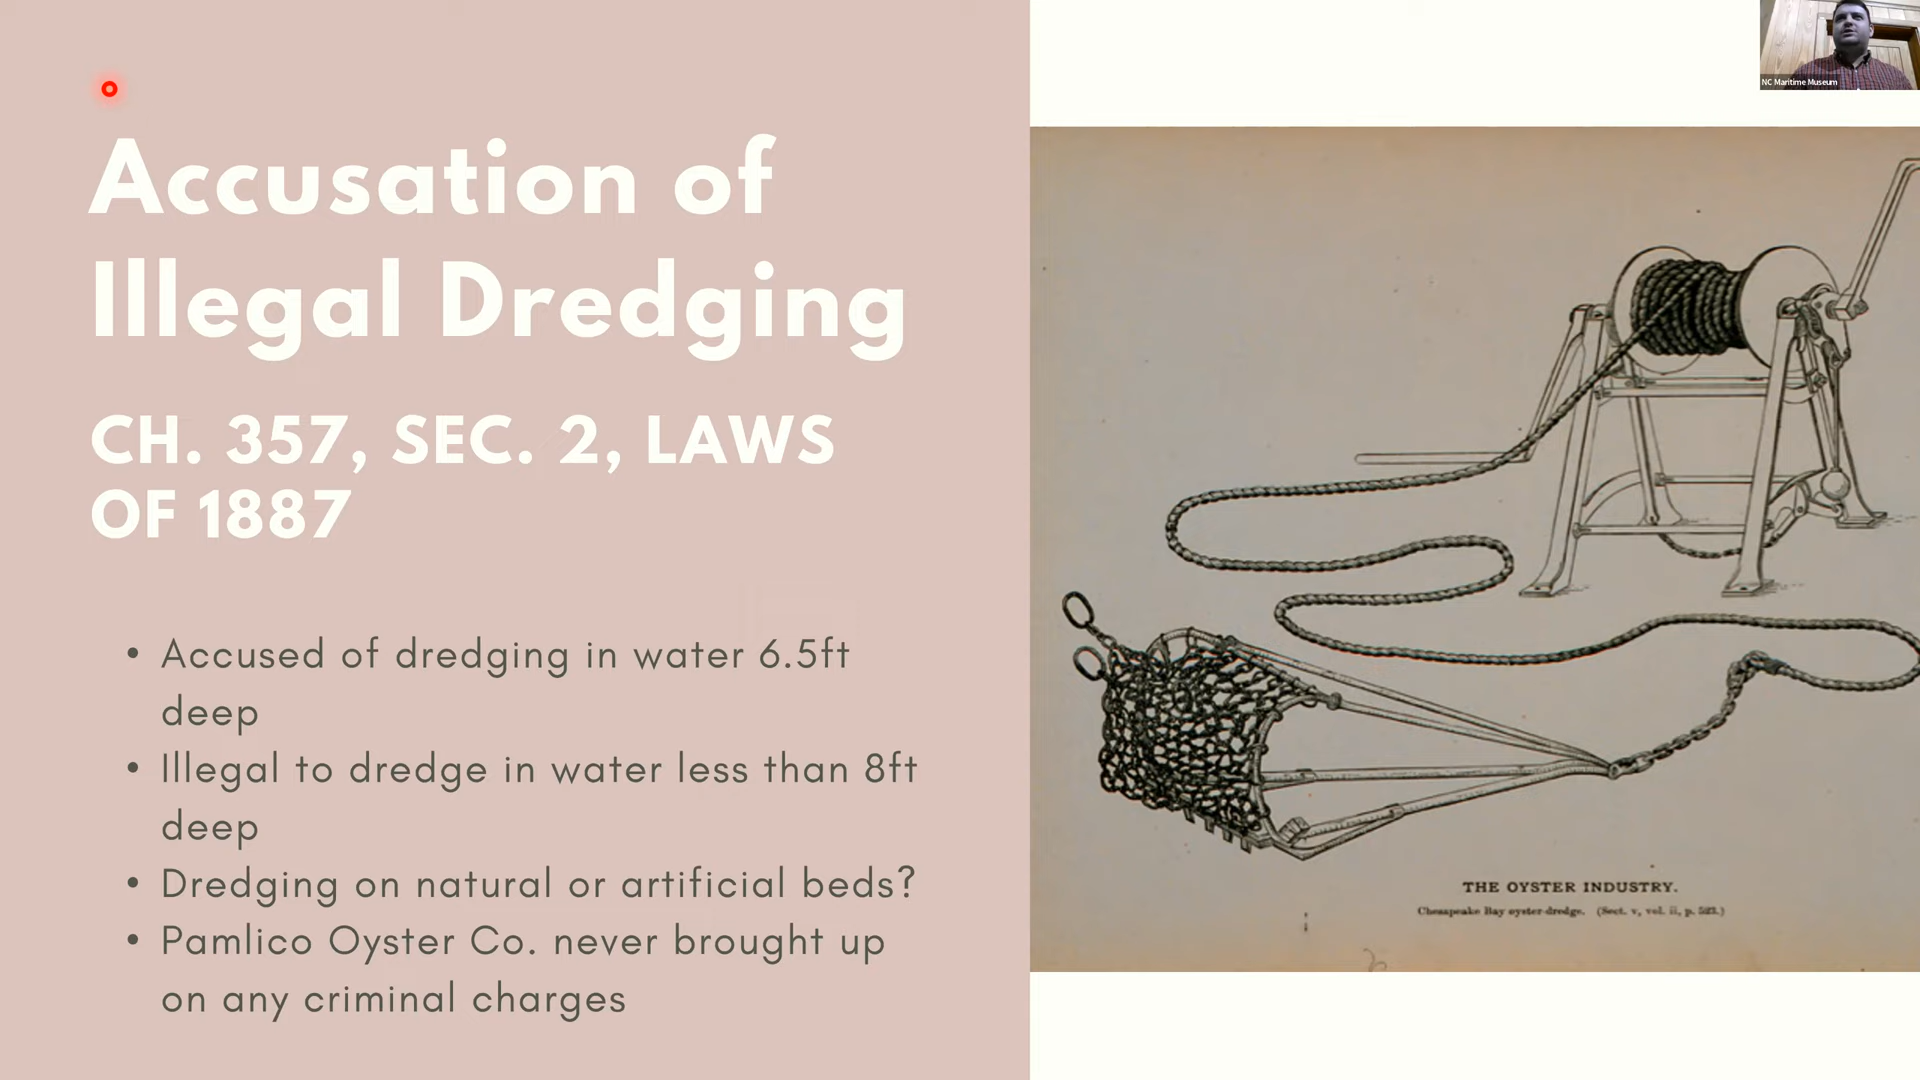 NC Maritime Museum
Accusation of
Illegal Dredging
CH. 357, SEC. 2, LAWS
OF 1887
• Accused of dredging in water 6.5ft
deep
• Illegal to dredge in water less than 8ft
deep
• Dredging on natural or artificial beds?
• Pamlico Oyster Co. never brought up
on any criminal charges
THE OYSTER INDUSTRY.
Chesapeake Bay oyster-dredge. (Sect. v, vol. ii, p. 523.)